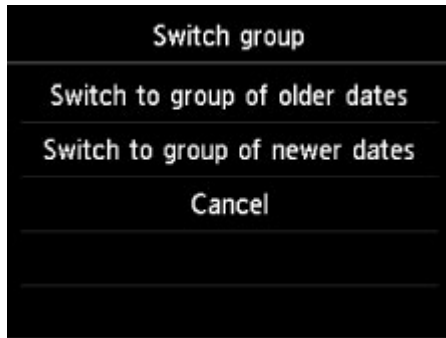 Switch group
Switch to group of older dates
Switch to group of newer dates
Cancel